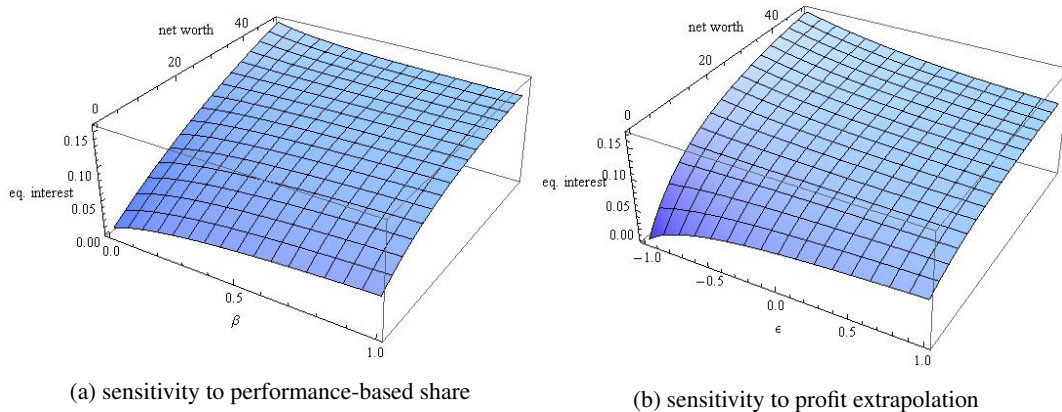 40
net worth
20
0
0.15
0.10
eq. interest
0.05
0.00
0.0
0.5
β
1.0
(a) sensitivity to performance-based share
40
net worth
20
0
0.15
0.10
eq. interest
0.05
0.00
−1.0
−0.5
0.0
ϵ
0.5
1.0
(b) sensitivity to profit extrapolation